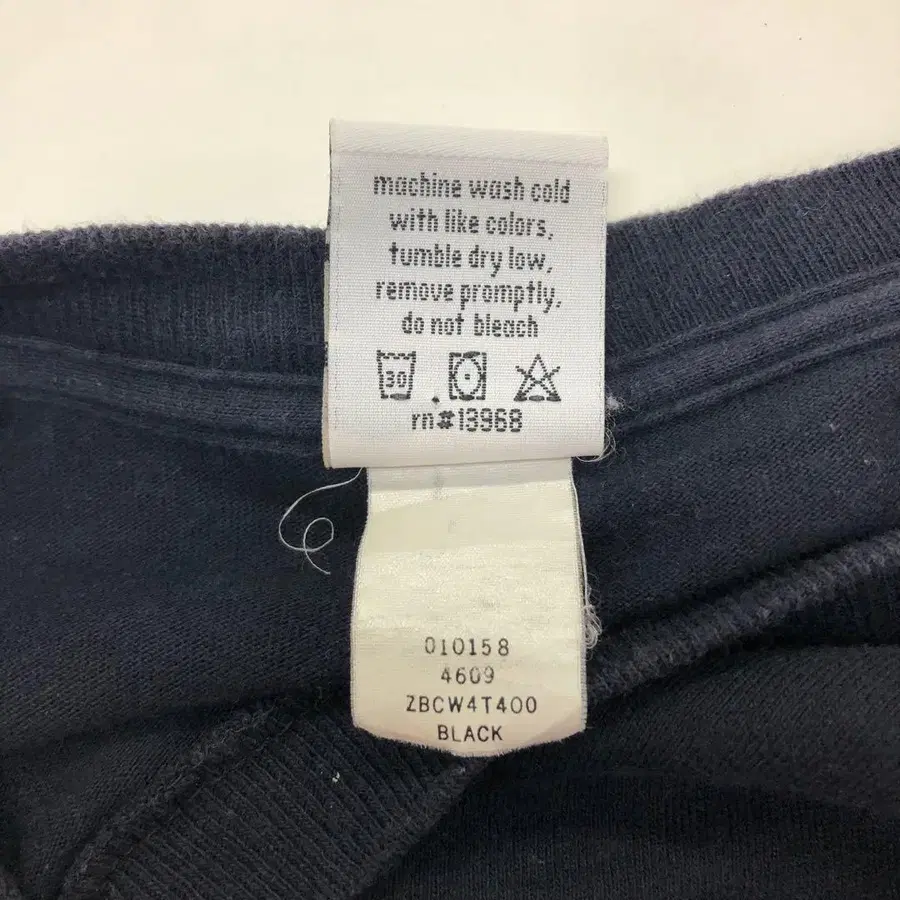 machine wash cold
with like colors,
tumble dry low,
remove promptly,
do not bleach
30
rn#13968
010158
4609
ZBCW4T400
BLACK